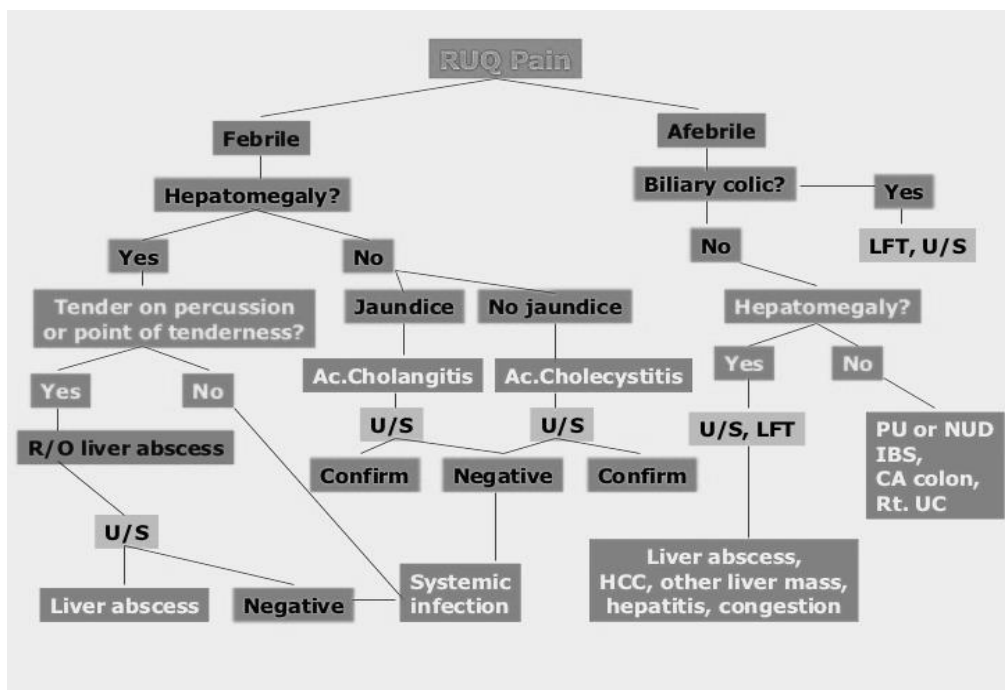 RUQ Pain
Febrile
Afebrile
Hepatomegaly?
Biliary colic?
Yes
Yes
No
No
LFT, U/S
Tender on percussion
or point of tenderness?
Jaundice
No jaundice
Hepatomegaly?
Yes
No
Ac.Cholangitis
Ac.Cholecystitis
Yes
No
R/O liver abscess
U/S
U/S
U/S, LFT
PU or NUD
IBS,
CA colon,
Rt. UC
Confirm
Negative
Confirm
U/S
Liver abscess
Negative
Systemic
infection
Liver abscess,
HCC, other liver mass,
hepatitis, congestion